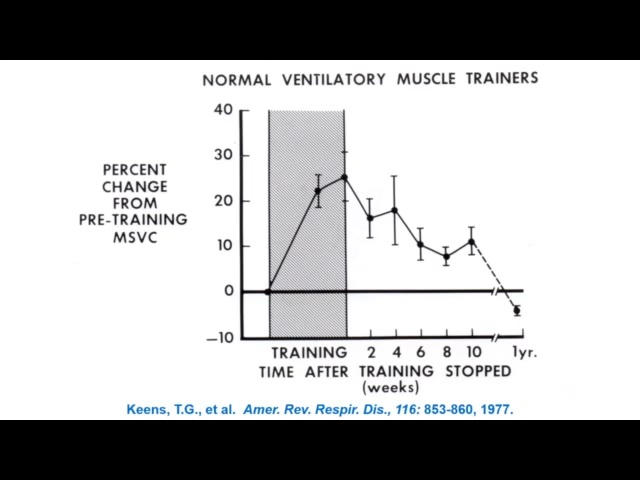 NORMAL VENTILATORY MUSCLE TRAINERS
40
30
20
10
0
−10
PERCENT
CHANGE
FROM
PRE-TRAINING
MSVC
TRAINING 2 4 6 8 10 1yr.
TIME AFTER TRAINING STOPPED
(weeks)
Keens, T.G., et al. Amer. Rev. Respir. Dis., 116: 853-860, 1977.